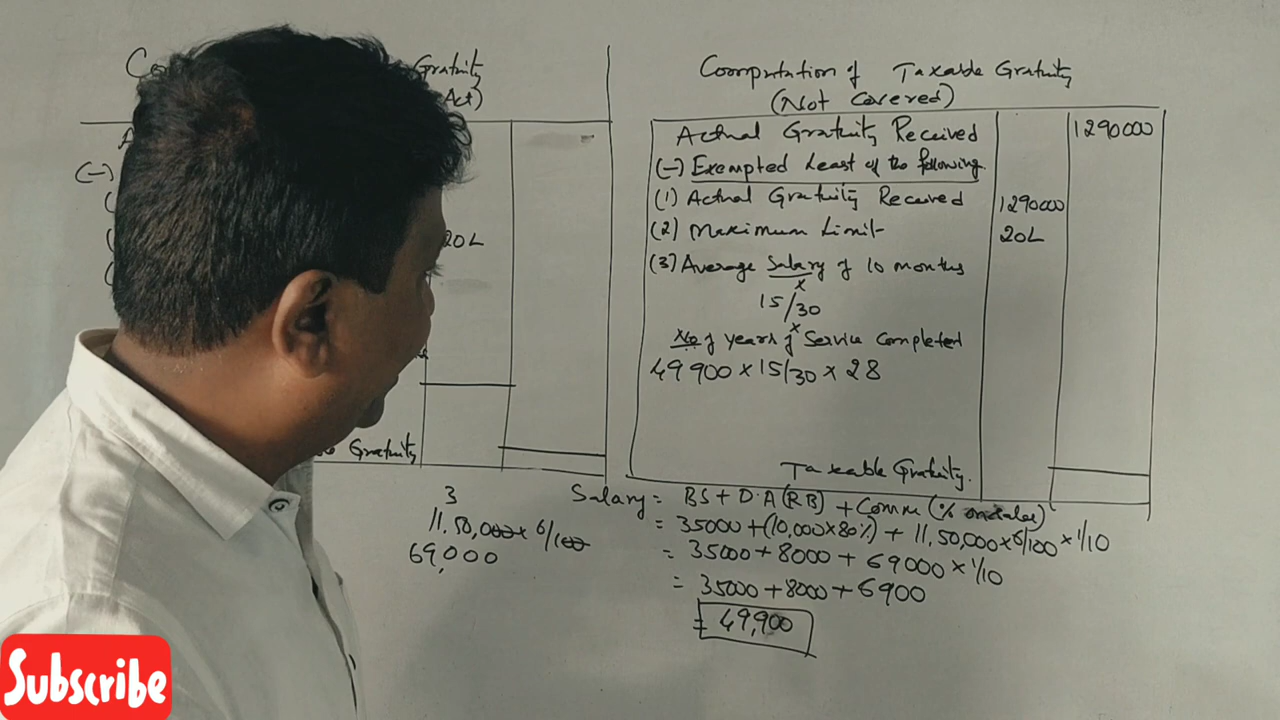 Gratuity
Act)
(-)
20L
Gratuity
3
11.50,000 x 6/100
69,000
Computation of Taxable Gratuity
(Not Covered)
Actual Gratuity Received 1290000
(-) Exempted Least of the following
(1) Actual Gratuity Received 1290000
(2) Maximum Limit 20L
(3) Average Salary of 10 months
x
15/30
x
No of years of Service Completed
49900 x 15/30 x 28
Taxable Gratuity.
Salary = BS + D.A (RB) + Comm (% on sales)
= 35000 + (10,000 x 80%) + 11,50,000 x 6/100 x 1/10
= 35000 + 8000 + 69000 x 1/10
= 35000 + 8000 + 6900
= 49,900
Subscribe